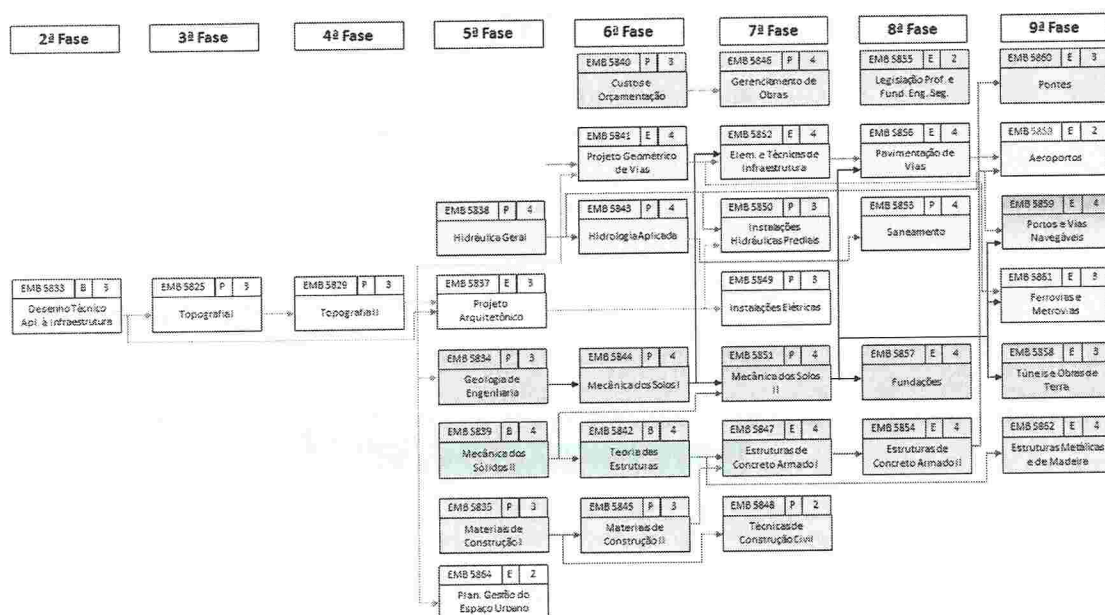 2ª Fase
3ª Fase
4ª Fase
5ª Fase
6ª Fase
7ª Fase
8ª Fase
9ª Fase
EMB 5840 P 3
Custos e
Orçamentação
EMB 5846 P 4
Gerenciamento de
Obras
EMB 5855 E 2
Legislação Prof. e
Fund. Eng. Seg.
EMB 5860 E 3
Pontes
EMB 5841 E 4
Projeto Geométrico
de Vias
EMB 5852 E 4
Elem. e Técnicas de
Infraestrutura
EMB 5856 E 4
Pavimentação de
Vias
E 2
Aeroportos
EMB 5838 P 4
Hidráulica Geral
EMB 5843 P 4
Hidrologia Aplicada
EMB 5850 P 3
Instalações
Hidráulicas Prediais
EMB 5853 P 4
Saneamento
EMB 5859 E 4
Portos e Vias
Navegáveis
EMB 5833 B 3
Desenho Técnico
Apl. à Infraestrutura
EMB 5825 P 3
Topografia I
EMB 5829 P 3
Topografia II
EMB 5837 E 3
Projeto
Arquitetônico
EMB 5849 P 3
Instalações Elétricas
EMB 5861 E 3
Ferrovias e
Metrovias
EMB 5834 P 3
Geologia de
Engenharia
EMB 5844 P 4
Mecânica dos Solos I
EMB 5851 P 4
Mecânica dos Solos
II
EMB 5857 E 4
Fundações
EMB 5858 E 3
Túneis e Obras de
Terra
EMB 5839 B 4
Mecânica dos
Sólidos II
EMB 5842 B 4
Teoria das
Estruturas
EMB 5847 E 4
Estruturas de
Concreto Armado I
EMB 5854 E 4
Estruturas de
Concreto Armado II
EMB 5862 E 4
Estruturas Metálicas
e de Madeira
EMB 5835 P 3
Materiais de
Construção I
EMB 5845 P 3
Materiais de
Construção II
EMB 5848 P 2
Técnicas de
Construção Civil
EMB 5864 E 2
Plan. Gestão do
Espaço Urbano